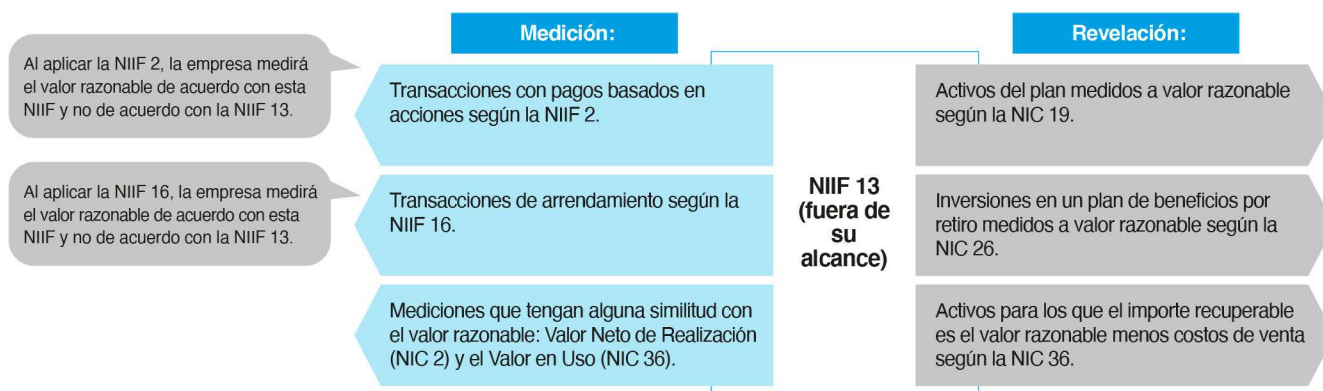 Medición:
Revelación:
Al aplicar la NIIF 2, la empresa medirá
el valor razonable de acuerdo con esta
NIIF y no de acuerdo con la NIIF 13.
Transacciones con pagos basados en
acciones según la NIIF 2.
Al aplicar la NIIF 16, la empresa medirá
el valor razonable de acuerdo con esta
NIIF y no de acuerdo con la NIIF 13.
Transacciones de arrendamiento según la
NIIF 16.
Mediciones que tengan alguna similitud con
el valor razonable: Valor Neto de Realización
(NIC 2) y el Valor en Uso (NIC 36).
NIIF 13
(fuera de
su
alcance)
Activos del plan medidos a valor razonable
según la NIC 19.
Inversiones en un plan de beneficios por
retiro medidos a valor razonable según la
NIC 26.
Activos para los que el importe recuperable
es el valor razonable menos costos de venta
según la NIC 36.